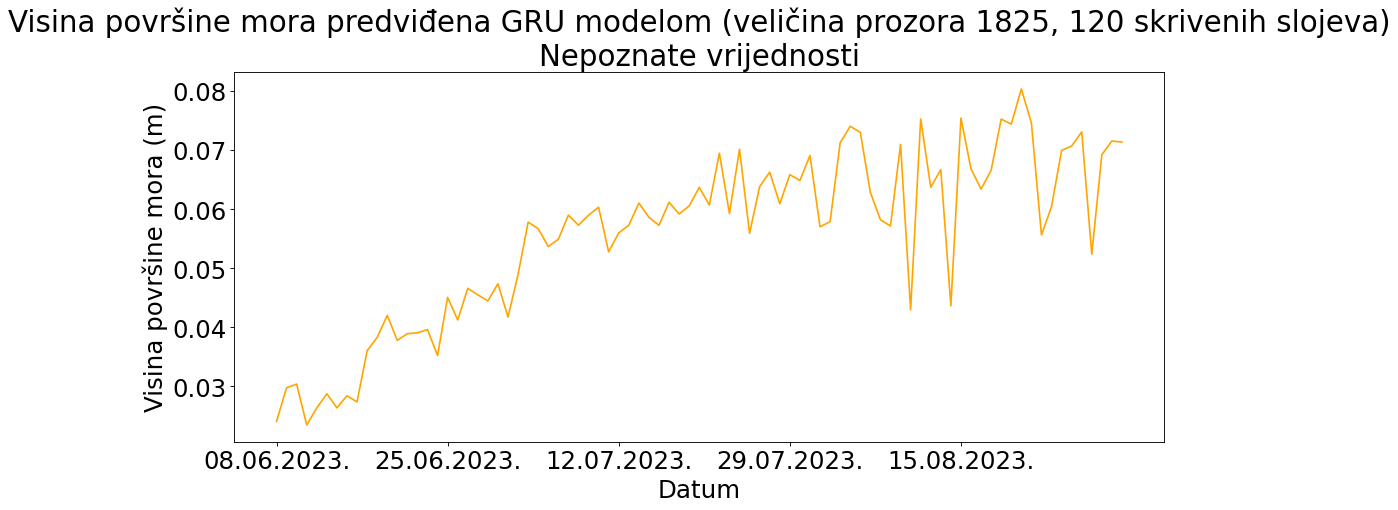 Visina površine mora predviđena GRU modelom (veličina prozora 1825, 120 skrivenih slojeva)
Nepoznate vrijednosti
Visina površine mora (m)
0.08
0.07
0.06
0.05
0.04
0.03
08.06.2023.
25.06.2023.
12.07.2023.
29.07.2023.
15.08.2023.
Datum